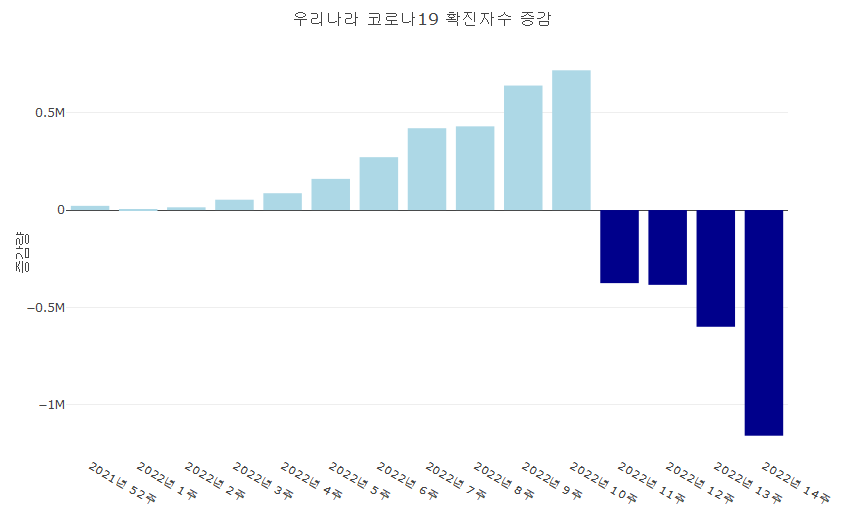 우리나라 코로나19 확진자수 증감
증감량
0.5M
0
−0.5M
−1M
2021년 52주
2022년 1주
2022년 2주
2022년 3주
2022년 4주
2022년 5주
2022년 6주
2022년 7주
2022년 8주
2022년 9주
2022년 10주
2022년 11주
2022년 12주
2022년 13주
2022년 14주